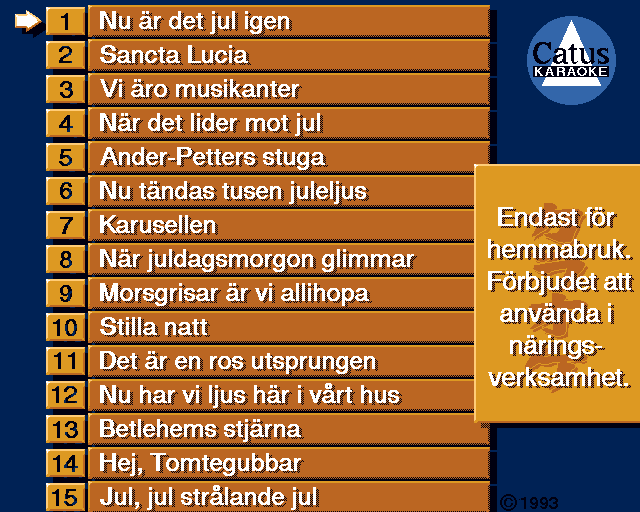 1 Nu är det jul igen
2 Sancta Lucia
3 Vi äro musikanter
4 När det lider mot jul
5 Ander-Petters stuga
6 Nu tändas tusen juleljus
7 Karusellen
8 När juldagsmorgon glimmar
9 Morsgrisar är vi allihopa
10 Stilla natt
11 Det är en ros utsprungen
12 Nu har vi ljus här i vårt hus
13 Betlehems stjärna
14 Hej, Tomtegubbar
15 Jul, jul strålande jul
Catus
KARAOKE
Endast för
hemmabruk.
Förbjudet att
använda i
närings-
verksamhet.
©1993